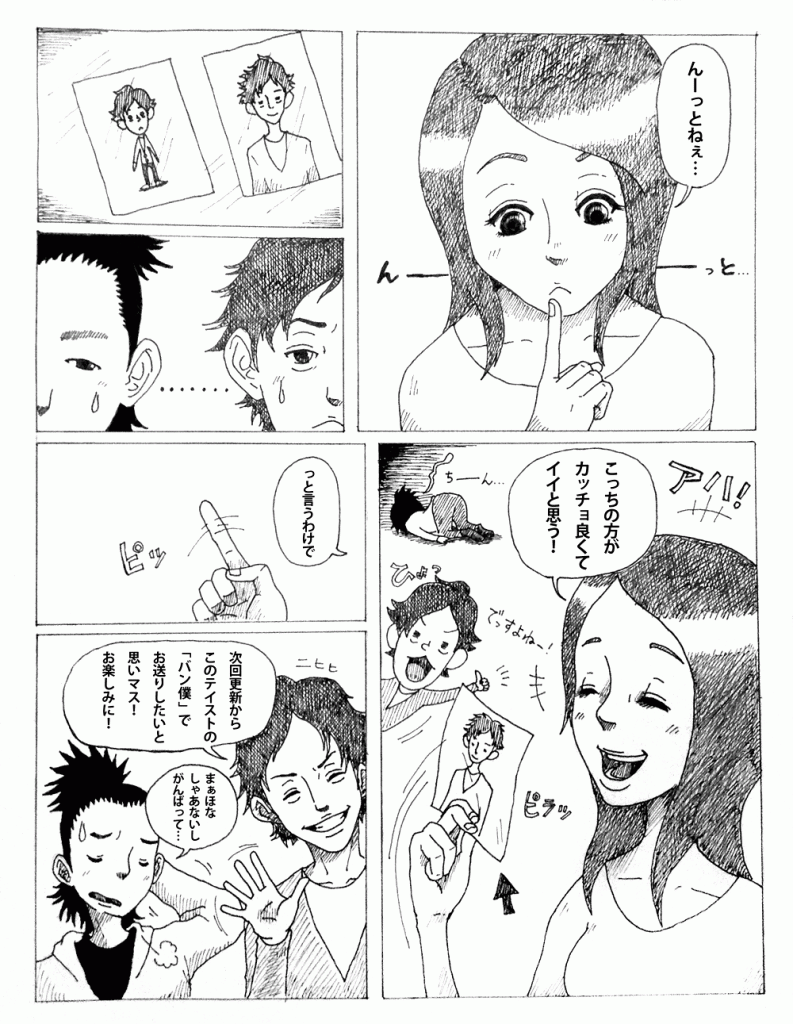 んーっとねぇ…
んー
っと…
‥‥‥‥
こっちの方が
カッチョ良くて
イイと思う！
アハ!
ちーん…
ひょっ
でっすよねー!
ピラッ
っと言うわけで
ピッ
次回更新から
このテイストの
「バン僕」で
お送りしたいと
思いマス！
お楽しみに！
ニヒヒ
まぁほな
しゃあないし
がんばって…